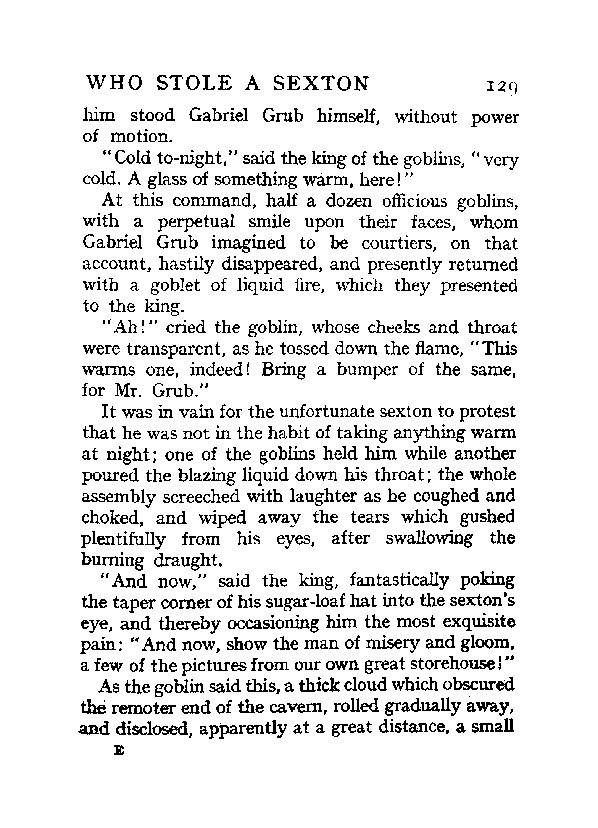 WHO STOLE A SEXTON 129
him stood Gabriel Grub himself, without power
of motion.
"Cold to-night," said the king of the goblins, "very
cold. A glass of something warm, here!"
At this command, half a dozen officious goblins,
with a perpetual smile upon their faces, whom
Gabriel Grub imagined to be courtiers, on that
account, hastily disappeared, and presently returned
with a goblet of liquid fire, which they presented
to the king.
"Ah!" cried the goblin, whose cheeks and throat
were transparent, as he tossed down the flame, "This
warms one, indeed! Bring a bumper of the same,
for Mr. Grub."
It was in vain for the unfortunate sexton to protest
that he was not in the habit of taking anything warm
at night; one of the goblins held him while another
poured the blazing liquid down his throat; the whole
assembly screeched with laughter as he coughed and
choked, and wiped away the tears which gushed
plentifully from his eyes, after swallowing the
burning draught.
"And now," said the king, fantastically poking
the taper corner of his sugar-loaf hat into the sexton's
eye, and thereby occasioning him the most exquisite
pain: "And now, show the man of misery and gloom,
a few of the pictures from our own great storehouse!"
As the goblin said this, a thick cloud which obscured
the remoter end of the cavern, rolled gradually away,
and disclosed, apparently at a great distance, a small
E